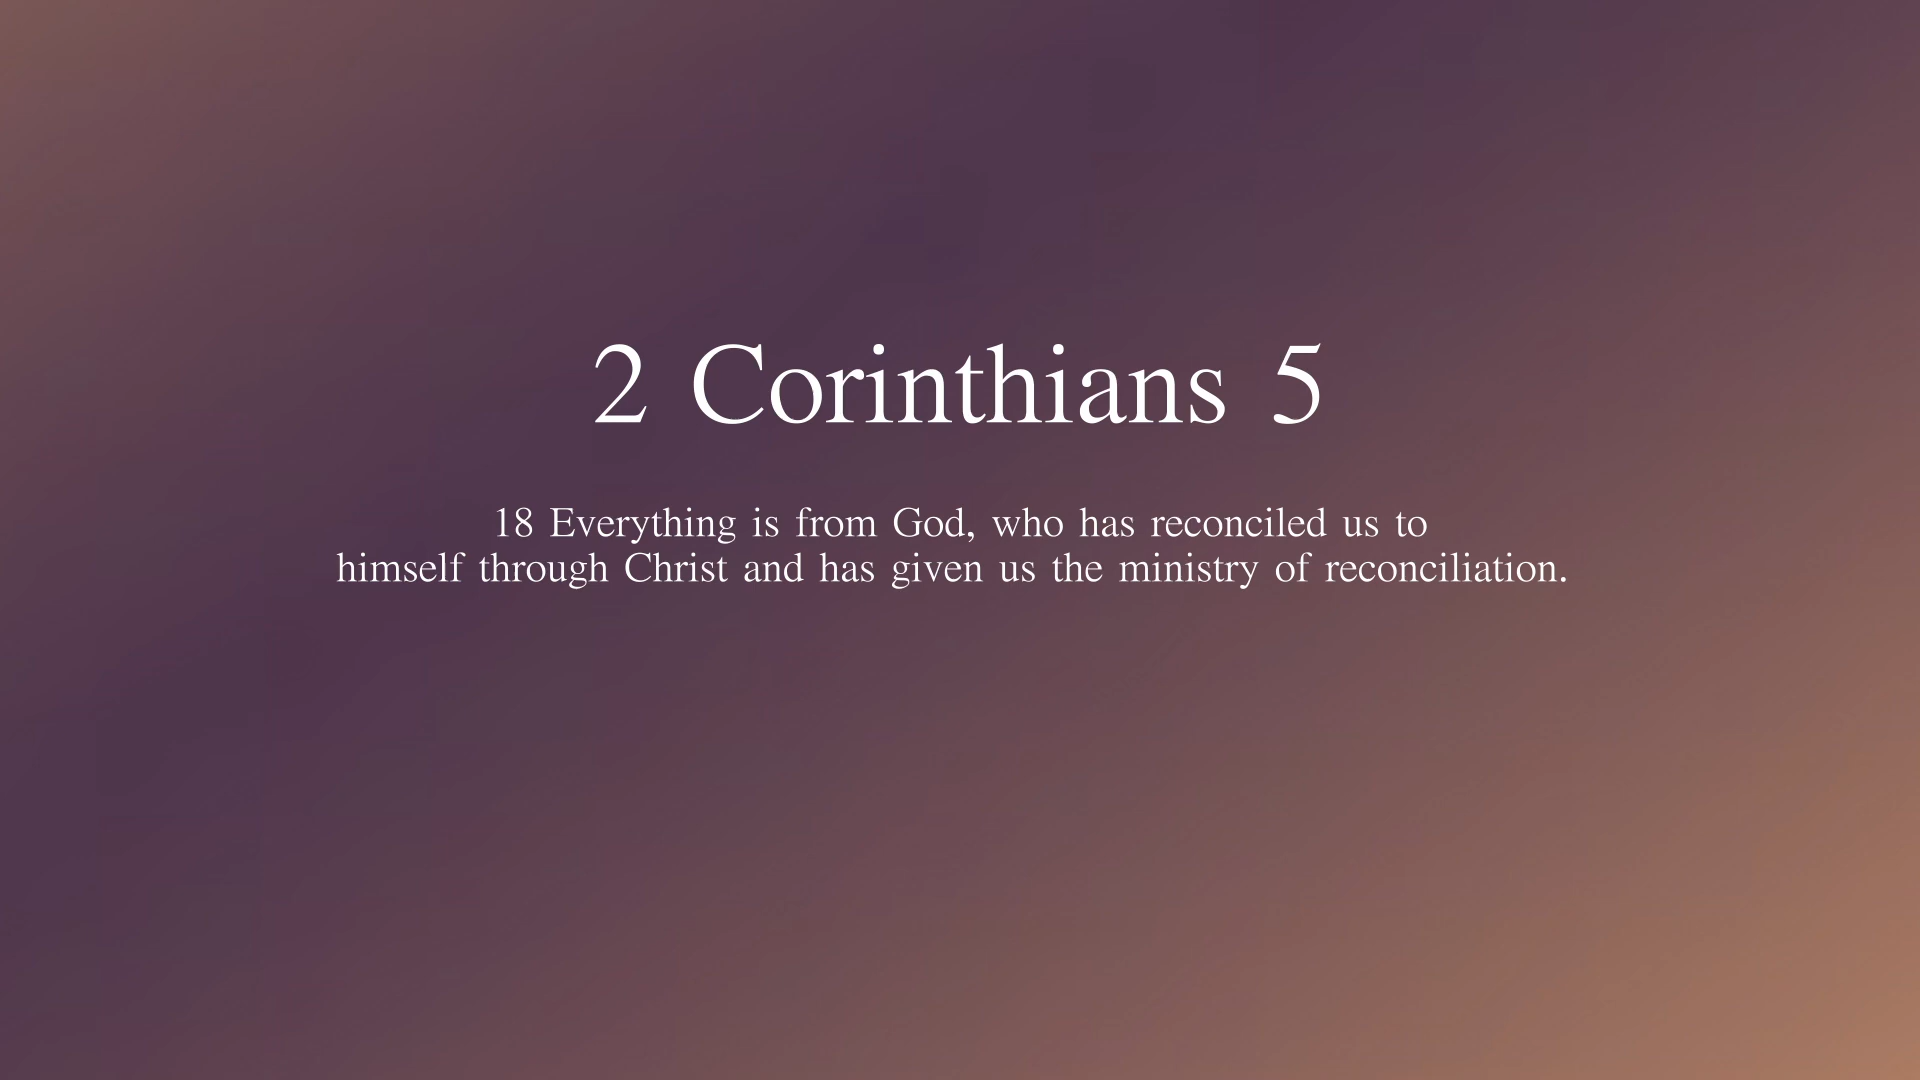 2 Corinthians 5
18 Everything is from God, who has reconciled us to
himself through Christ and has given us the ministry of reconciliation.